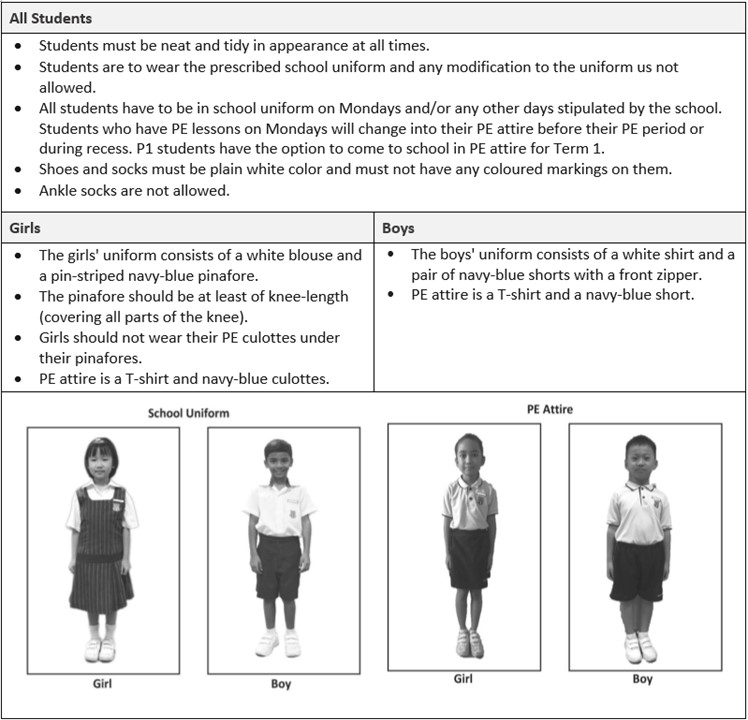 All Students
• Students must be neat and tidy in appearance at all times.
• Students are to wear the prescribed school uniform and any modification to the uniform us not
allowed.
• All students have to be in school uniform on Mondays and/or any other days stipulated by the school.
Students who have PE lessons on Mondays will change into their PE attire before their PE period or
during recess. P1 students have the option to come to school in PE attire for Term 1.
• Shoes and socks must be plain white color and must not have any coloured markings on them.
• Ankle socks are not allowed.
Girls
• The girls' uniform consists of a white blouse and
a pin-striped navy-blue pinafore.
• The pinafore should be at least of knee-length
(covering all parts of the knee).
• Girls should not wear their PE culottes under
their pinafores.
• PE attire is a T-shirt and navy-blue culottes.
Boys
• The boys' uniform consists of a white shirt and a
pair of navy-blue shorts with a front zipper.
• PE attire is a T-shirt and a navy-blue short.
School Uniform
PE Attire
Girl
Boy
Girl
Boy